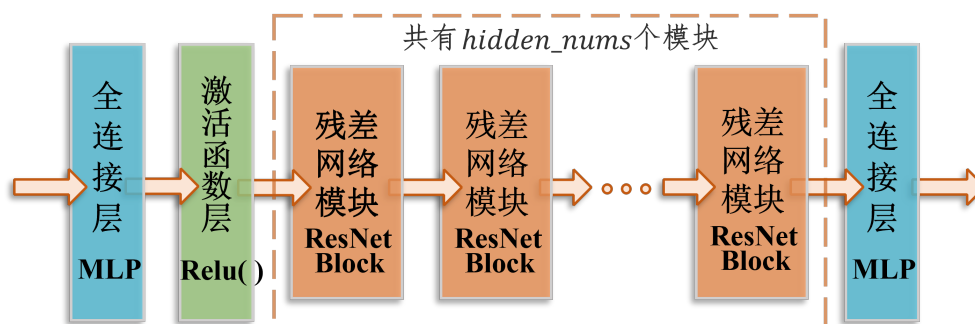 共有hidden_nums个模块
全连接层
MLP
激活函数层
Relu( )
残差
网络
模块
ResNet
Block
残差
网络
模块
ResNet
Block
残差
网络
模块
ResNet
Block
全连接层
MLP